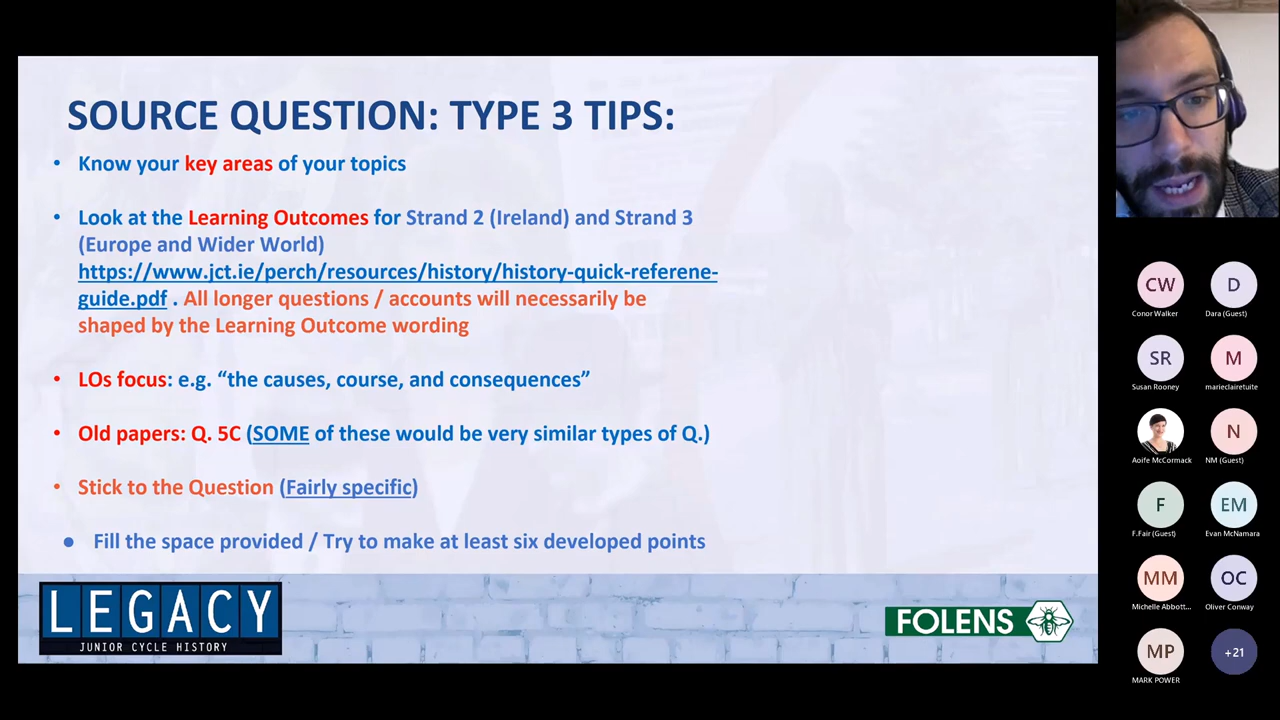 SOURCE QUESTION: TYPE 3 TIPS:
• Know your key areas of your topics
• Look at the Learning Outcomes for Strand 2 (Ireland) and Strand 3
(Europe and Wider World)
https://www.jct.ie/perch/resources/history/history-quick-referene-
guide.pdf . All longer questions / accounts will necessarily be
shaped by the Learning Outcome wording
• LOs focus: e.g. “the causes, course, and consequences”
• Old papers: Q. 5C (SOME of these would be very similar types of Q.)
• Stick to the Question (Fairly specific)
● Fill the space provided / Try to make at least six developed points
LEGACY
JUNIOR CYCLE HISTORY
FOLENS
CW
Conor Walker
D
Dara (Guest)
SR
Susan Rooney
M
marieclairetuite
Aoife McCormack
N
NM (Guest)
F
F.Fair (Guest)
EM
Evan McNamara
MM
Michelle Abbott...
OC
Oliver Conway
MP
MARK POWER
+21